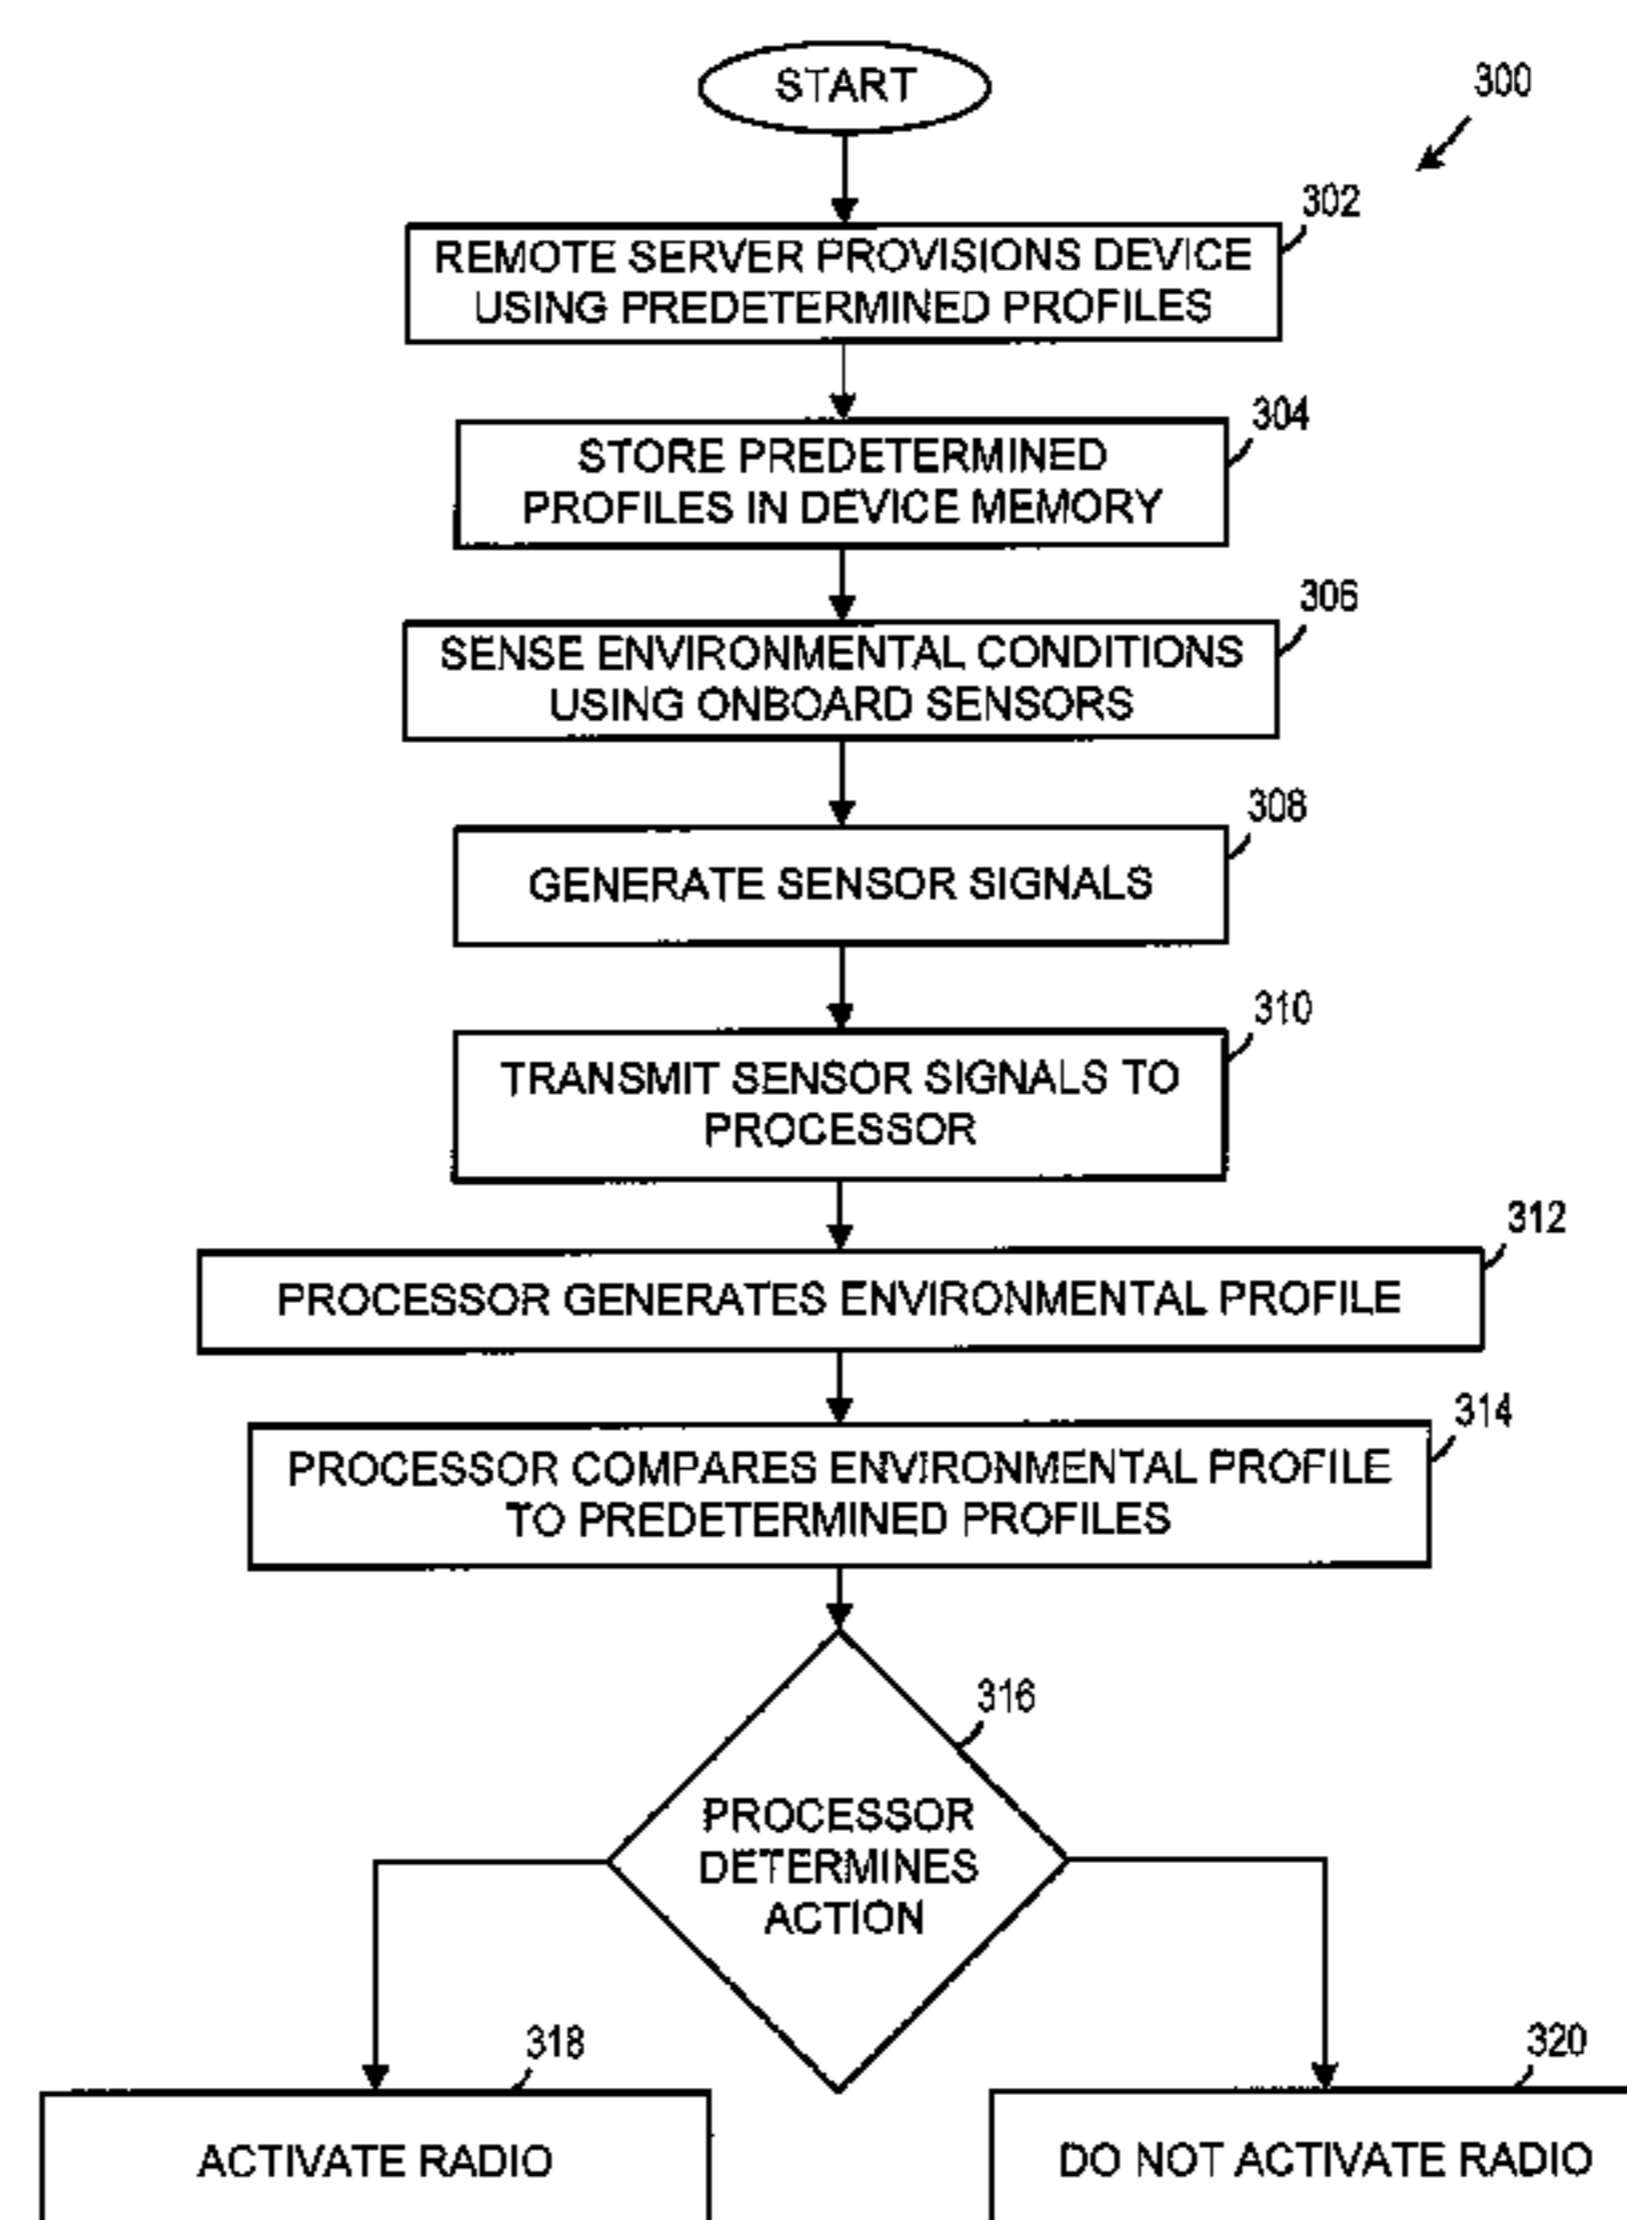 START
300
302
REMOTE SERVER PROVISIONS DEVICE
USING PREDETERMINED PROFILES
304
STORE PREDETERMINED
PROFILES IN DEVICE MEMORY
306
SENSE ENVIRONMENTAL CONDITIONS
USING ONBOARD SENSORS
308
GENERATE SENSOR SIGNALS
310
TRANSMIT SENSOR SIGNALS TO
PROCESSOR
312
PROCESSOR GENERATES ENVIRONMENTAL PROFILE
314
PROCESSOR COMPARES ENVIRONMENTAL PROFILE
TO PREDETERMINED PROFILES
316
PROCESSOR
DETERMINES
ACTION
318
ACTIVATE RADIO
320
DO NOT ACTIVATE RADIO